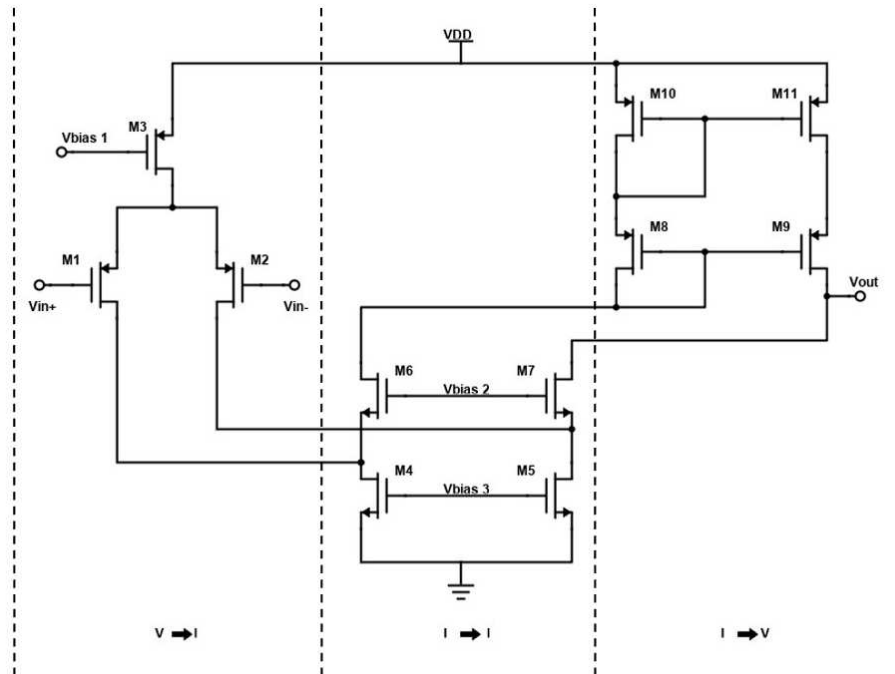 VDD
M10
M11
M3
Vbias 1
M8
M9
M1
M2
Vout
Vin+
Vin-
M6
M7
Vbias 2
M4
M5
Vbias 3
V ➡ I
I ➡ I
I ➡ V